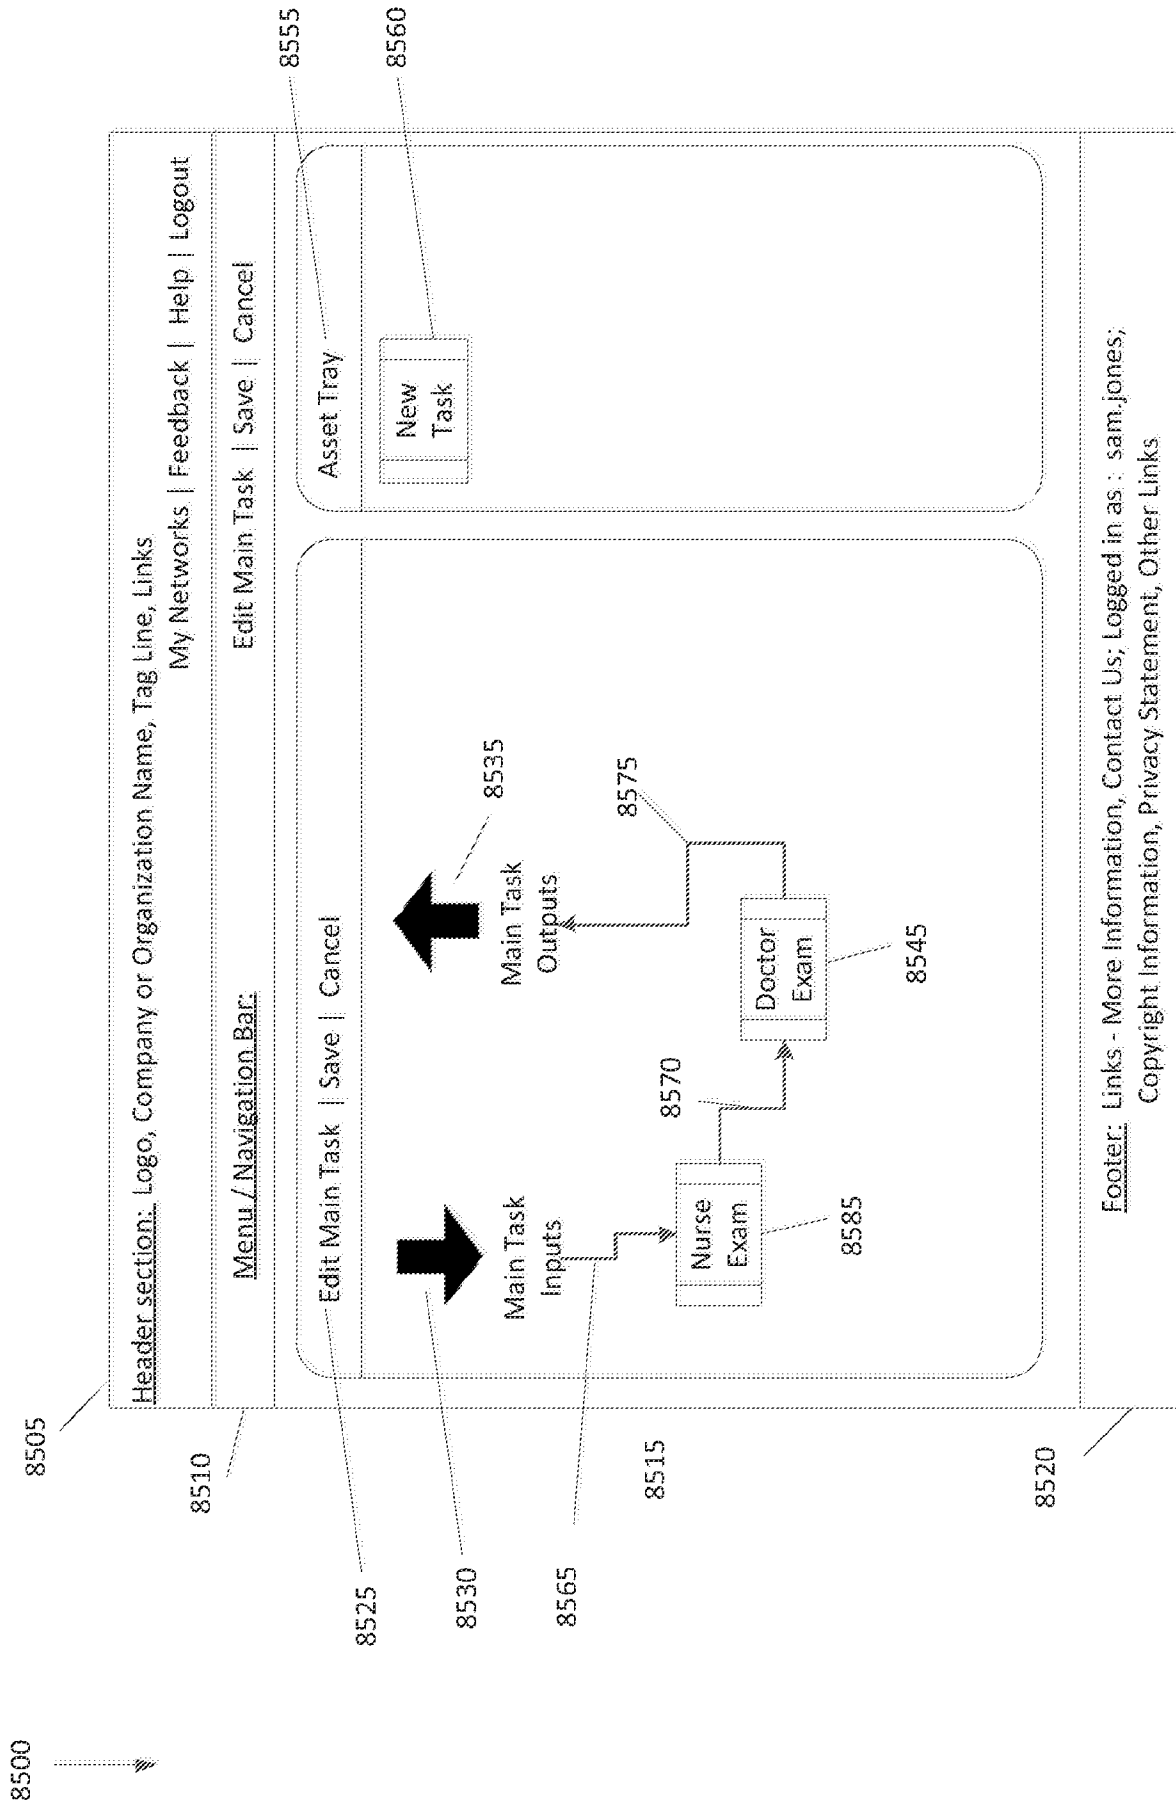 8500
8505
Header section: Logo, Company or Organization Name, Tag Line, Links
My Networks | Feedback | Help | Logout
8510
Menu / Navigation Bar:
Edit Main Task | Save | Cancel
8555
8560
8525
Edit Main Task | Save | Cancel
Asset Tray
8530
8535
New
Task
Main Task
Inputs
Main Task
Outputs
8565
8575
8515
8570
Nurse
Exam
Doctor
Exam
8585
8545
8520
Footer: Links - More Information, Contact Us; Logged in as : sam.jones;
Copyright Information, Privacy Statement, Other Links